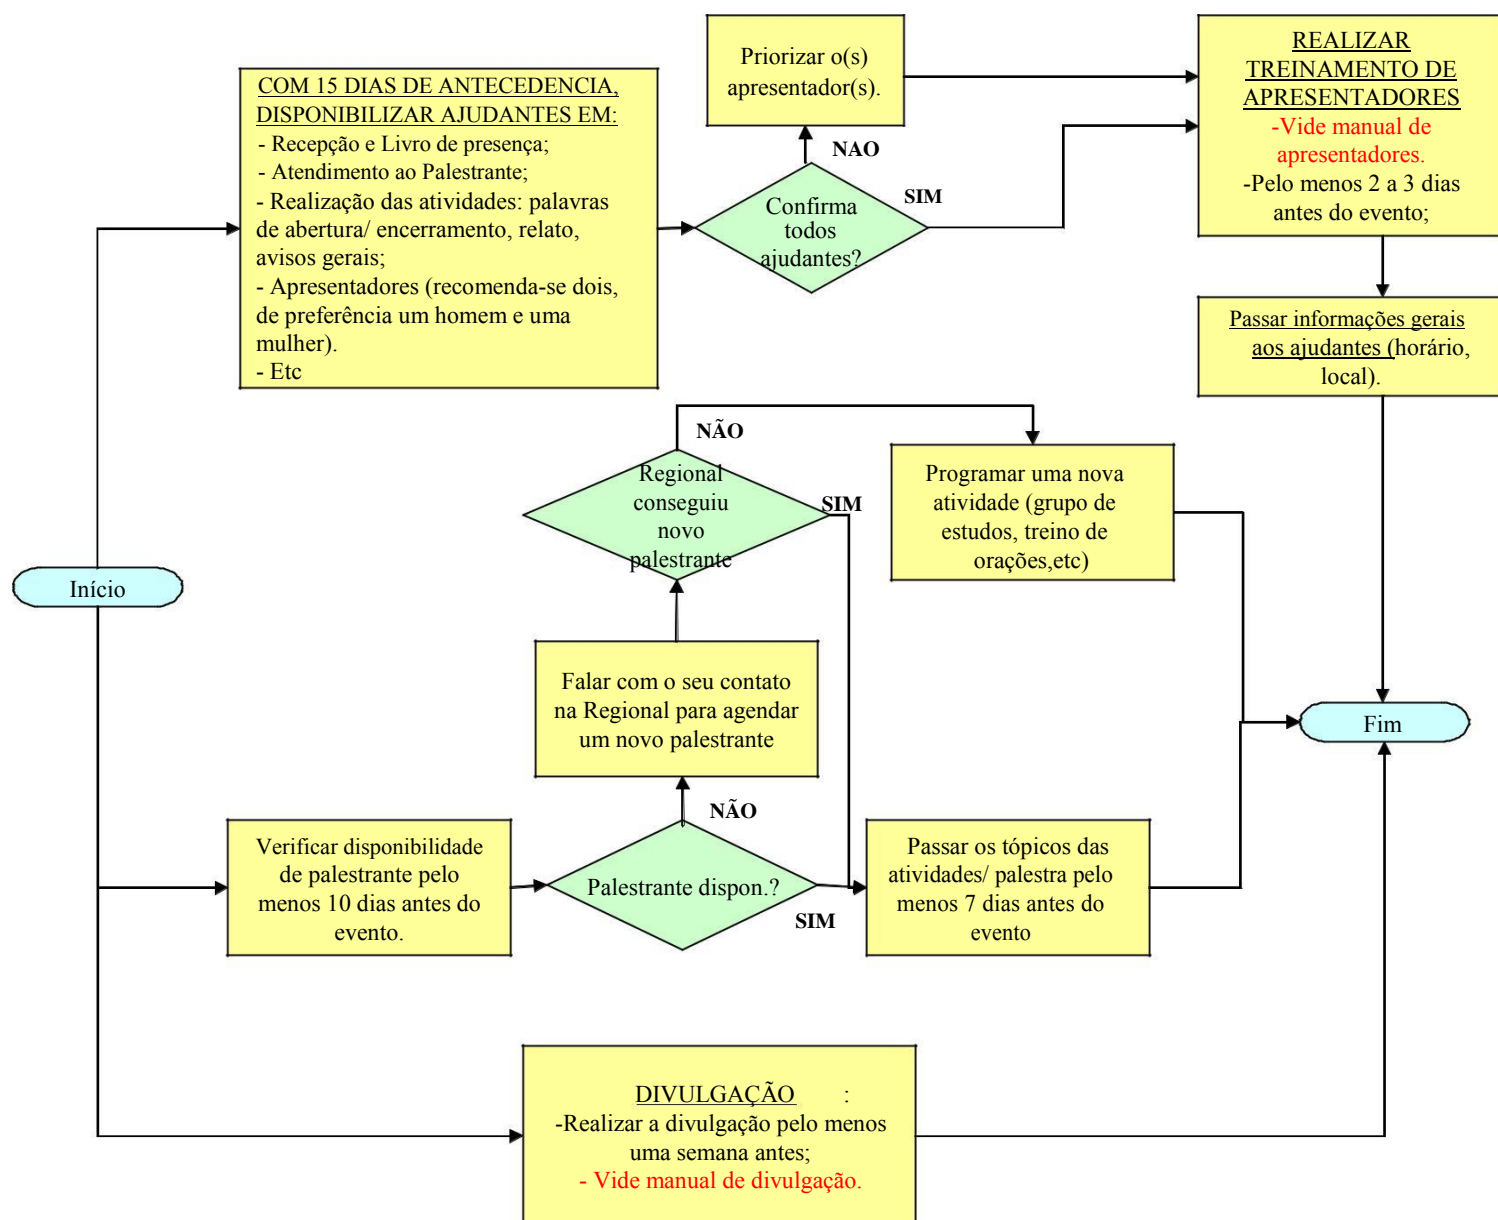 Priorizar o(s)
apresentador(s).
REALIZAR
TREINAMENTO DE
APRESENTADORES
-Vide manual de
apresentadores.
-Pelo menos 2 a 3 dias
antes do evento;
COM 15 DIAS DE ANTECEDENCIA,
DISPONIBILIZAR AJUDANTES EM:
- Recepção e Livro de presença;
- Atendimento ao Palestrante;
- Realização das atividades: palavras
de abertura/ encerramento, relato,
avisos gerais;
- Apresentadores (recomenda-se dois,
de preferência um homem e uma
mulher).
- Etc
NAO
SIM
Confirma
todos
ajudantes?
Passar informações gerais
aos ajudantes (horário,
local).
NÃO
Regional
conseguiu
novo
palestrante
SIM
Programar uma nova
atividade (grupo de
estudos, treino de
orações,etc)
Início
Falar com o seu contato
na Regional para agendar
um novo palestrante
Fim
NÃO
Verificar disponibilidade
de palestrante pelo
menos 10 dias antes do
evento.
Palestrante dispon.?
SIM
Passar os tópicos das
atividades/ palestra pelo
menos 7 dias antes do
evento
DIVULGAÇÃO :
-Realizar a divulgação pelo menos
uma semana antes;
- Vide manual de divulgação.